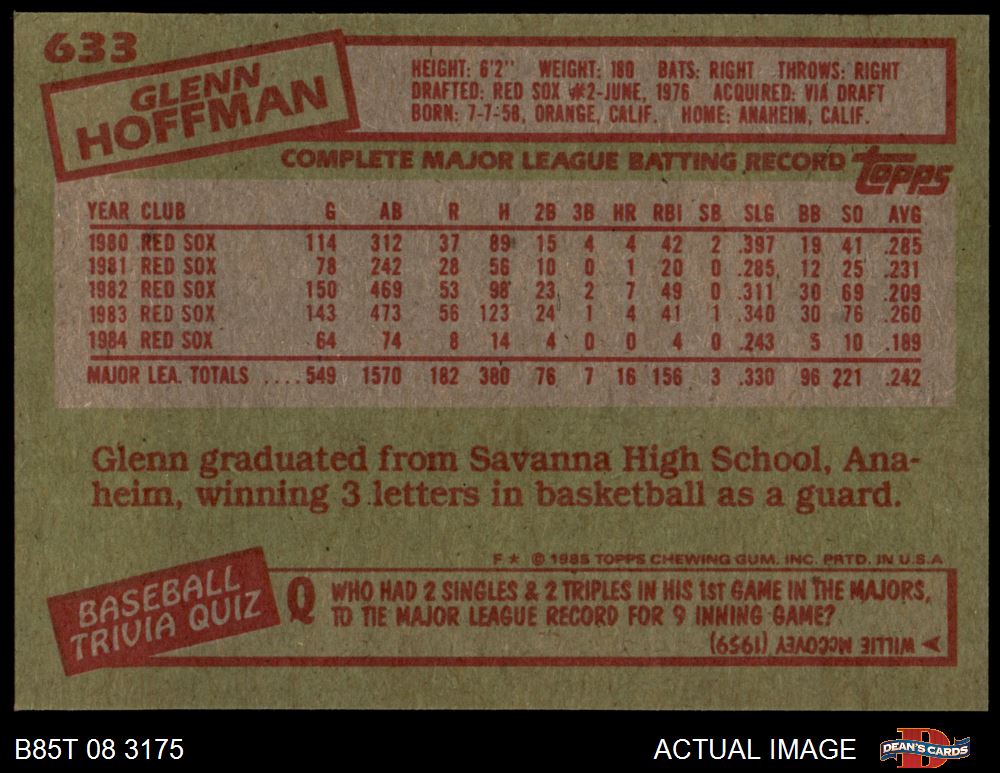 633
GLENN
HOFFMAN
HEIGHT: 6'2" WEIGHT: 180 BATS: RIGHT THROWS: RIGHT
DRAFTED: RED SOX #2-JUNE, 1976 ACQUIRED: VIA DRAFT
BORN: 7-7-58, ORANGE, CALIF. HOME: ANAHEIM, CALIF.
COMPLETE MAJOR LEAGUE BATTING RECORD
topps
YEAR CLUB G AB R H 2B 3B HR RBI SB SLG BB SO AVG
1980 RED SOX 114 312 37 89 15 4 4 42 2 .397 19 41 .285
1981 RED SOX 78 242 28 56 10 0 1 20 0 .285 12 25 .231
1982 RED SOX 150 469 53 98 23 2 7 49 0 .311 30 69 .209
1983 RED SOX 143 473 56 123 24 1 4 41 1 .340 30 76 .260
1984 RED SOX 64 74 8 14 4 0 0 4 0 .243 5 10 .189
MAJOR LEA. TOTALS ....549 1570 182 380 76 7 16 156 3 .330 96 221 .242
Glenn graduated from Savanna High School, Ana-
heim, winning 3 letters in basketball as a guard.
F★ © 1985 TOPPS CHEWING GUM, INC. PRTD. IN U.S.A
BASEBALL
TRIVIA QUIZ
Q WHO HAD 2 SINGLES & 2 TRIPLES IN HIS 1ST GAME IN THE MAJORS,
TO TIE MAJOR LEAGUE RECORD FOR 9 INNING GAME?
WILLIE MCCOVEY (1959)
B85T 08 3175
ACTUAL IMAGE
DEAN'S CARDS